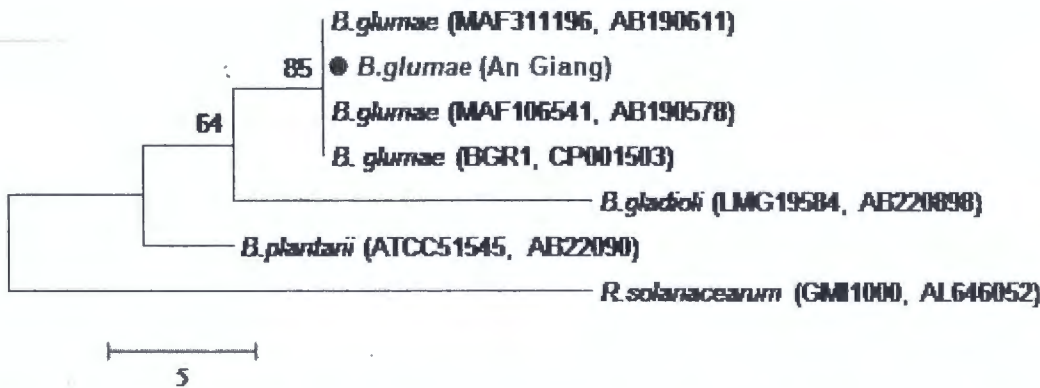 B.glumae (MAF311196, AB190611)
85 B.glumae (An Giang)
B.glumae (MAF106541, AB190578)
64
B. glumae (BGR1, CP001503)
B.gladioli (LMG19584, AB220898)
B.plantarii (ATCC51545, AB22090)
R.solanacearum (GMI1000, AL646052)
5